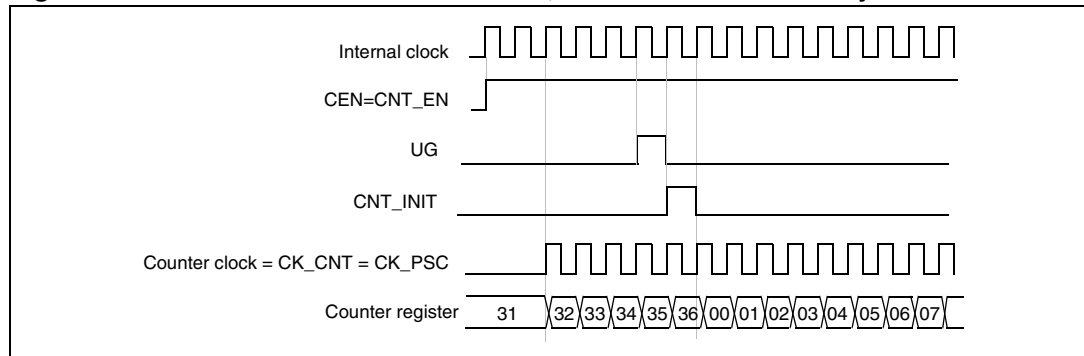 Internal clock
CEN=CNT_EN
UG
CNT_INIT
Counter clock = CK_CNT = CK_PSC
Counter register 31 32 33 34 35 36 00 01 02 03 04 05 06 07